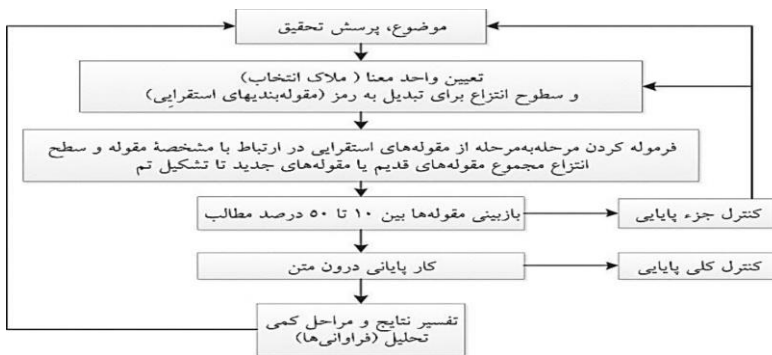 موضوع، پرسش تحقیق
تعیین واحد معنا ( ملاک انتخاب)
و سطوح انتزاع برای تبدیل به رمز (مقوله‌بندیهای استقرایی)
فرموله کردن مرحله‌به‌مرحله از مقوله‌های استقرایی در ارتباط با مشخصهٔ مقوله و سطح
انتزاع مجموع مقوله‌های قدیم یا مقوله‌های جدید تا تشکیل تم
بازبینی مقوله‌ها بین ۱۰ تا ۵۰ درصد مطالب
کنترل جزء پایایی
کار پایانی درون متن
کنترل کلی پایایی
تفسیر نتایج و مراحل کمی
تحلیل (فراوانی‌ها)